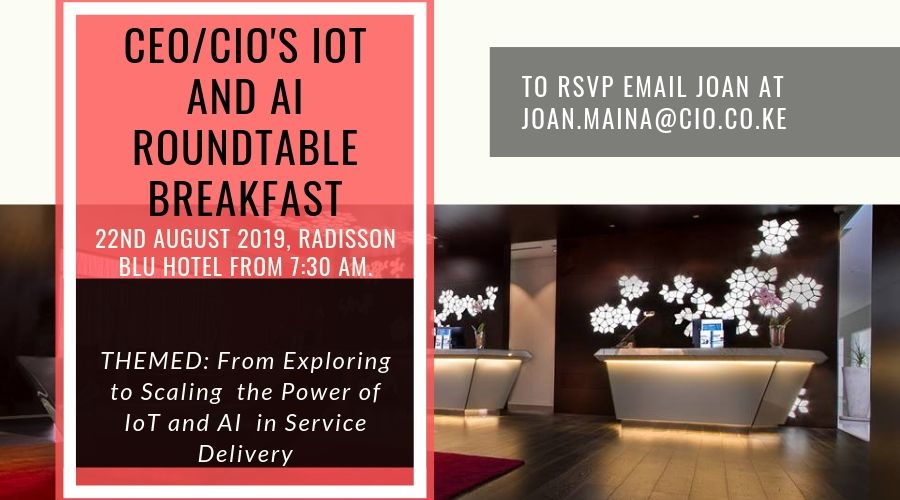 CEO/CIO'S IOT
AND AI
ROUNDTABLE
BREAKFAST
22ND AUGUST 2019, RADISSON
BLU HOTEL FROM 7:30 AM.
THEMED: From Exploring
to Scaling the Power of
IoT and AI in Service
Delivery
TO RSVP EMAIL JOAN AT
JOAN.MAINA@CIO.CO.KE